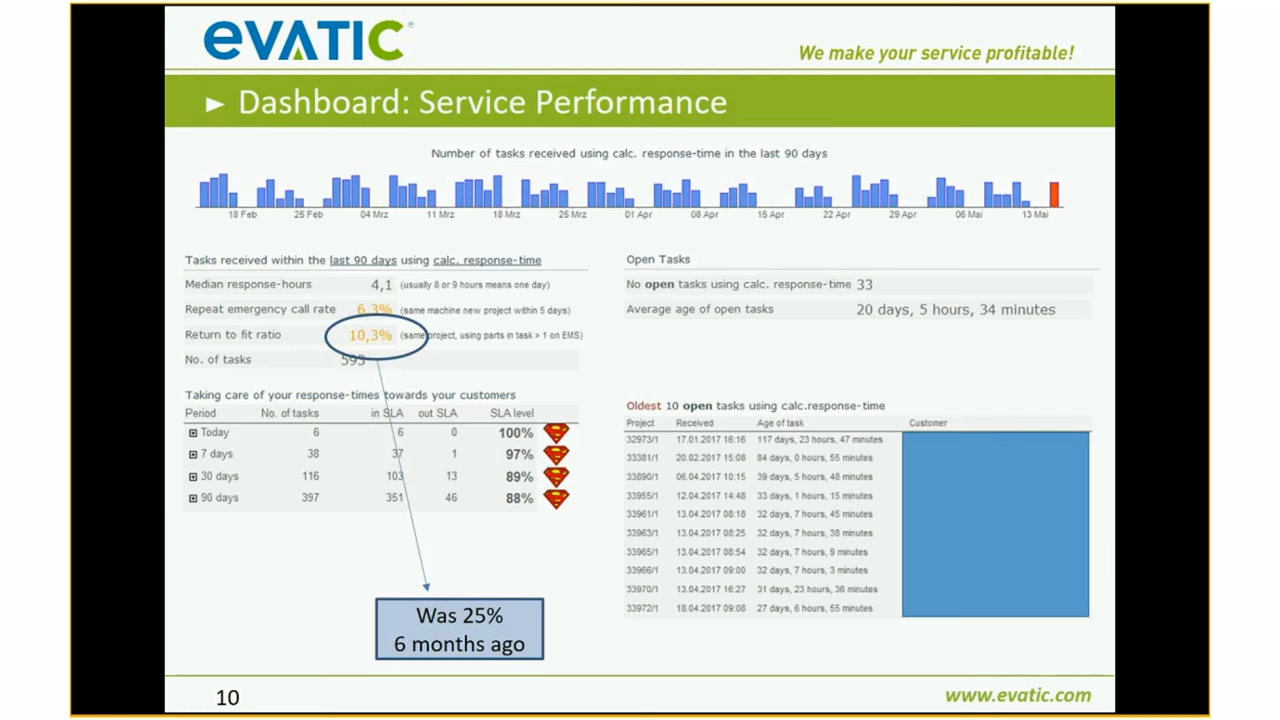 eVATIC
We make your service profitable!
► Dashboard: Service Performance
Number of tasks received using calc. response-time in the last 90 days
18 Feb 25 Feb 04 Mrz 11 Mrz 18 Mrz 25 Mrz 01 Apr 08 Apr 15 Apr 22 Apr 29 Apr 06 Mai 13 Mai
Tasks received within the last 90 days using calc. response-time
Median response-hours 4,1 (usually 8 or 9 hours means one day)
Repeat emergency call rate 6,3% (same machine new project within 5 days)
Return to fit ratio 10,3% (same project, using parts in task > 1 on EMS)
No. of tasks 593
Taking care of your response-times towards your customers
Period No. of tasks in SLA out SLA SLA level
Today 6 6 0 100%
7 days 38 37 1 97%
30 days 116 103 13 89%
90 days 397 351 46 88%
Was 25%
6 months ago
Open Tasks
No open tasks using calc. response-time 33
Average age of open tasks 20 days, 5 hours, 34 minutes
Oldest 10 open tasks using calc.response-time
Project Received Age of task Customer
32973/1 17.01.2017 16:16 117 days, 23 hours, 47 minutes
33381/1 20.02.2017 15:08 84 days, 0 hours, 55 minutes
33890/1 06.04.2017 10:15 39 days, 5 hours, 48 minutes
33955/1 12.04.2017 14:48 33 days, 1 hours, 15 minutes
33961/1 13.04.2017 08:18 32 days, 7 hours, 45 minutes
33963/1 13.04.2017 08:25 32 days, 7 hours, 38 minutes
33965/1 13.04.2017 08:54 32 days, 7 hours, 9 minutes
33966/1 13.04.2017 09:00 32 days, 7 hours, 3 minutes
33970/1 13.04.2017 16:27 31 days, 23 hours, 36 minutes
33972/1 18.04.2017 09:08 27 days, 6 hours, 55 minutes
10
www.evatic.com